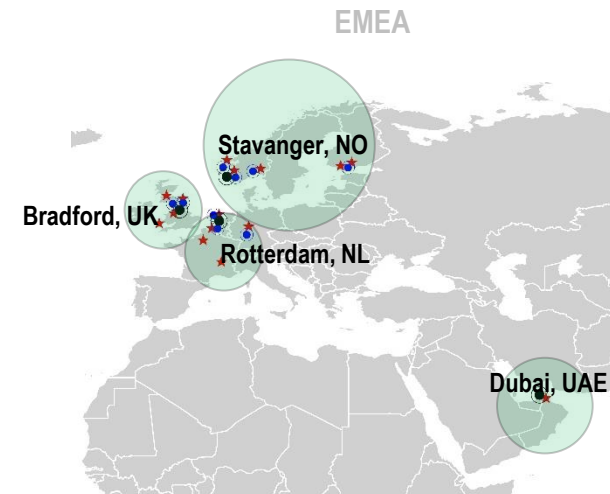 EMEA
Stavanger, NO
Bradford, UK
Rotterdam, NL
Dubai, UAE